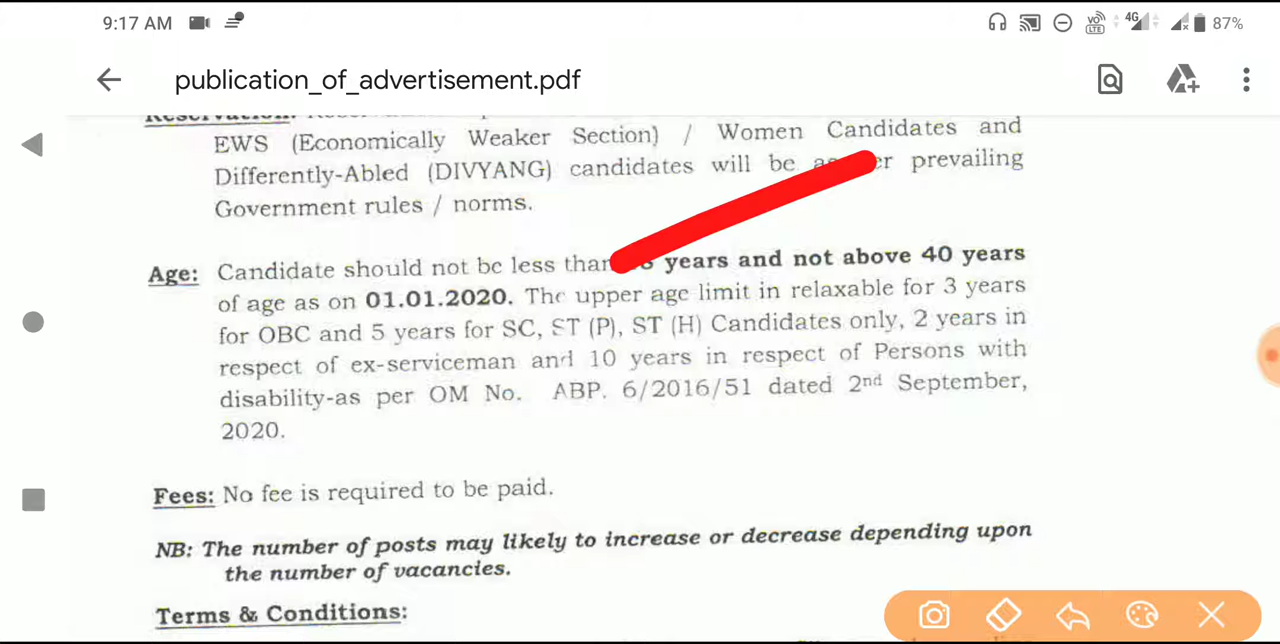 9:17 AM
VO)) LTE 4G 87%
publication_of_advertisement.pdf
EWS (Economically Weaker Section) / Women Candidates and
Differently-Abled (DIVYANG) candidates will be prevailing
Government rules / norms.
Age: Candidate should not be less than years and not above 40 years
of age as on 01.01.2020. The upper age limit in relaxable for 3 years
for OBC and 5 years for SC, ST (P), ST (H) Candidates only, 2 years in
respect of ex-serviceman and 10 years in respect of Persons with
disability-as per OM No. ABP. 6/2016/51 dated 2nd September,
2020.
Fees: No fee is required to be paid.
NB: The number of posts may likely to increase or decrease depending upon
the number of vacancies.
Terms & Conditions: